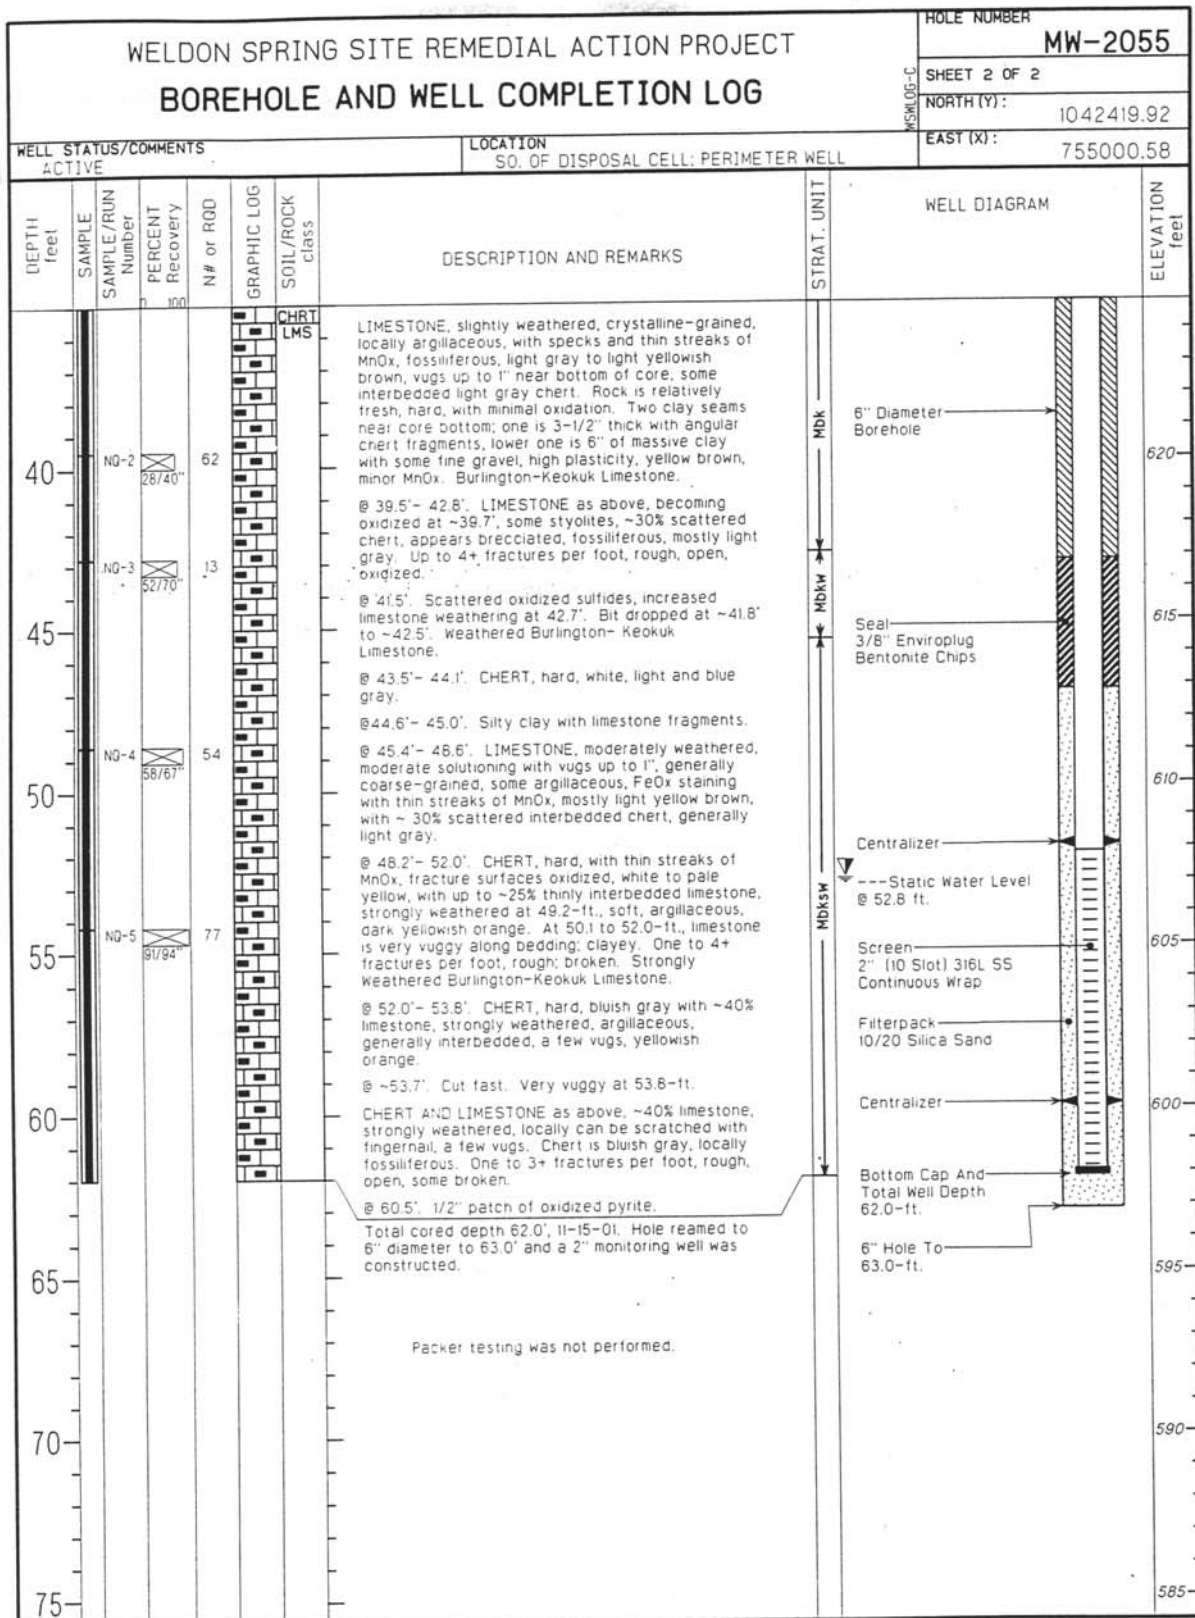 WELDON SPRING SITE REMEDIAL ACTION PROJECT
BOREHOLE AND WELL COMPLETION LOG
WSWLOG-C
HOLE NUMBER
MW-2055
SHEET 2 OF 2
NORTH (Y):
1042419.92
EAST (X):
755000.58
WELL STATUS/COMMENTS
ACTIVE
LOCATION
SO. OF DISPOSAL CELL: PERIMETER WELL
DEPTH
feet
SAMPLE
SAMPLE/RUN
Number
PERCENT
Recovery
0 100
N# or RQD
GRAPHIC LOG
SOIL/ROCK
class
DESCRIPTION AND REMARKS
STRAT. UNIT
WELL DIAGRAM
ELEVATION
feet
CHRT
LMS
LIMESTONE, slightly weathered, crystalline-grained,
locally argillaceous, with specks and thin streaks of
MnOx, fossiliferous, light gray to light yellowish
brown, vugs up to 1" near bottom of core, some
interbedded light gray chert. Rock is relatively
fresh, hard, with minimal oxidation. Two clay seams
near core bottom; one is 3-1/2" thick with angular
chert fragments, lower one is 6" of massive clay
with some fine gravel, high plasticity, yellow brown,
minor MnOx. Burlington-Keokuk Limestone.
@ 39.5'- 42.8'. LIMESTONE as above, becoming
oxidized at ~39.7', some styolites, ~30% scattered
chert, appears brecciated, fossiliferous, mostly light
gray. Up to 4+ fractures per foot, rough, open,
oxidized.
@ 41.5'. Scattered oxidized sulfides, increased
limestone weathering at 42.7'. Bit dropped at ~41.8'
to ~42.5'. Weathered Burlington- Keokuk
Limestone.
@ 43.5'- 44.1'. CHERT, hard, white, light and blue
gray.
@44.6'- 45.0'. Silty clay with limestone fragments.
@ 45.4'- 48.6'. LIMESTONE, moderately weathered,
moderate solutioning with vugs up to 1", generally
coarse-grained, some argillaceous, FeOx staining
with thin streaks of MnOx, mostly light yellow brown,
with ~ 30% scattered interbedded chert, generally
light gray.
@ 48.2'- 52.0'. CHERT, hard, with thin streaks of
MnOx, fracture surfaces oxidized, white to pale
yellow, with up to ~25% thinly interbedded limestone,
strongly weathered at 49.2-ft., soft, argillaceous,
dark yellowish orange. At 50.1 to 52.0-ft., limestone
is very vuggy along bedding; clayey. One to 4+
fractures per foot, rough; broken. Strongly
Weathered Burlington-Keokuk Limestone.
@ 52.0'- 53.8'. CHERT, hard, bluish gray with ~40%
limestone, strongly weathered, argillaceous,
generally interbedded, a few vugs, yellowish
orange.
@ ~53.7'. Cut fast. Very vuggy at 53.8-ft.
CHERT AND LIMESTONE as above, ~40% limestone,
strongly weathered, locally can be scratched with
fingernail, a few vugs. Chert is bluish gray, locally
fossiliferous. One to 3+ fractures per foot, rough,
open, some broken.
@ 60.5'. 1/2" patch of oxidized pyrite.
Total cored depth 62.0', 11-15-01. Hole reamed to
6" diameter to 63.0' and a 2" monitoring well was
constructed.
Packer testing was not performed.
40
45
50
55
60
65
70
75
NQ-2
28/40"
62
NQ-3
52/70"
13
NQ-4
58/67"
54
NQ-5
91/94"
77
Mbk
Mbkw
Mbksw
6" Diameter
Borehole
Seal
3/8" Enviroplug
Bentonite Chips
Centralizer
---Static Water Level
@ 52.8 ft.
Screen
2" (10 Slot) 316L SS
Continuous Wrap
Filterpack
10/20 Silica Sand
Centralizer
Bottom Cap And
Total Well Depth
62.0-ft.
6" Hole To
63.0-ft.
620
615
610
605
600
595
590
585